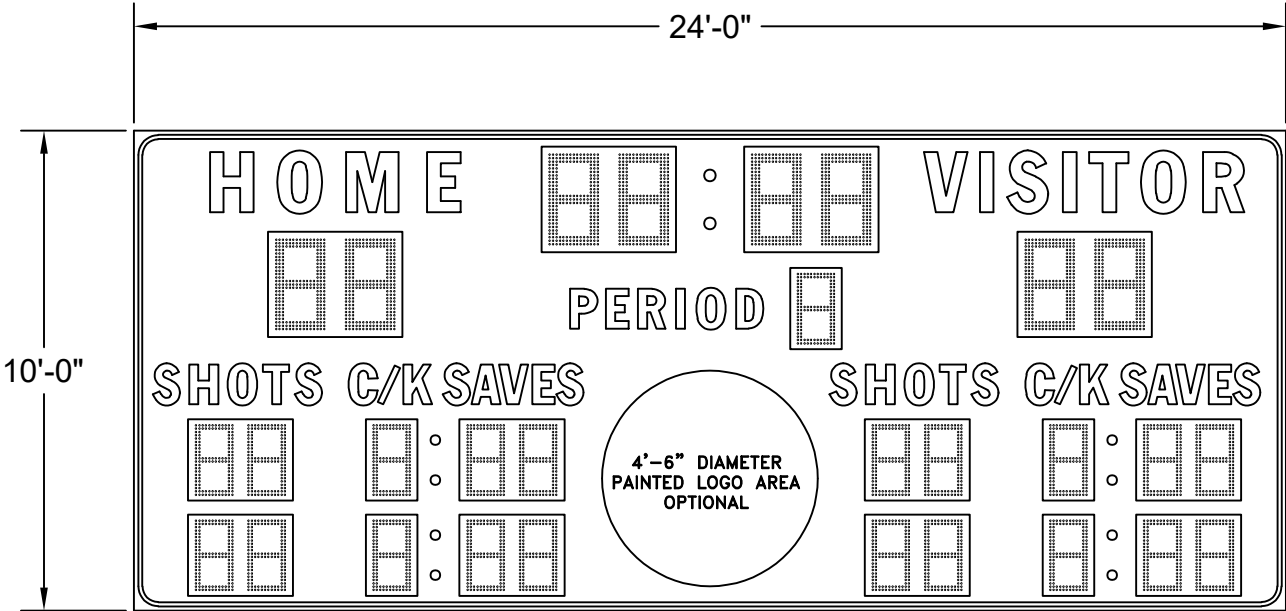 24'-0"
HOME
VISITOR
PERIOD
10'-0"
SHOTS C/K SAVES
SHOTS C/K SAVES
4'-6" DIAMETER
PAINTED LOGO AREA
OPTIONAL